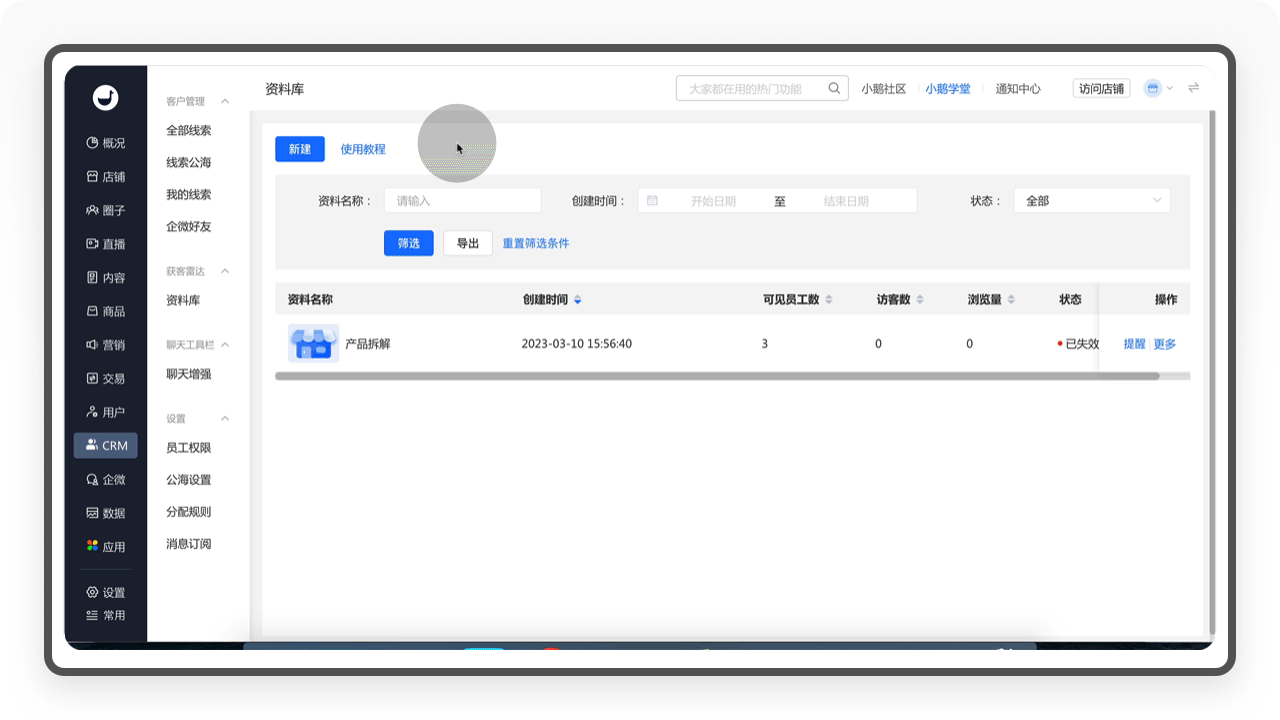 资料库
大家都在用的热门功能
小鹅社区
小鹅学堂
通知中心
访问店铺
概况
店铺
圈子
直播
内容
商品
营销
交易
用户
CRM
企微
数据
应用
设置
常用
客户管理
全部线索
线索公海
我的线索
企微好友
获客雷达
资料库
聊天工具栏
聊天增强
设置
员工权限
公海设置
分配规则
消息订阅
新建 使用教程
资料名称： 请输入 创建时间： 开始日期 至 结束日期 状态： 全部
筛选 导出 重置筛选条件
资料名称 创建时间 可见员工数 访客数 浏览量 状态 操作
产品拆解 2023-03-10 15:56:40 3 0 0 已失效 提醒 更多